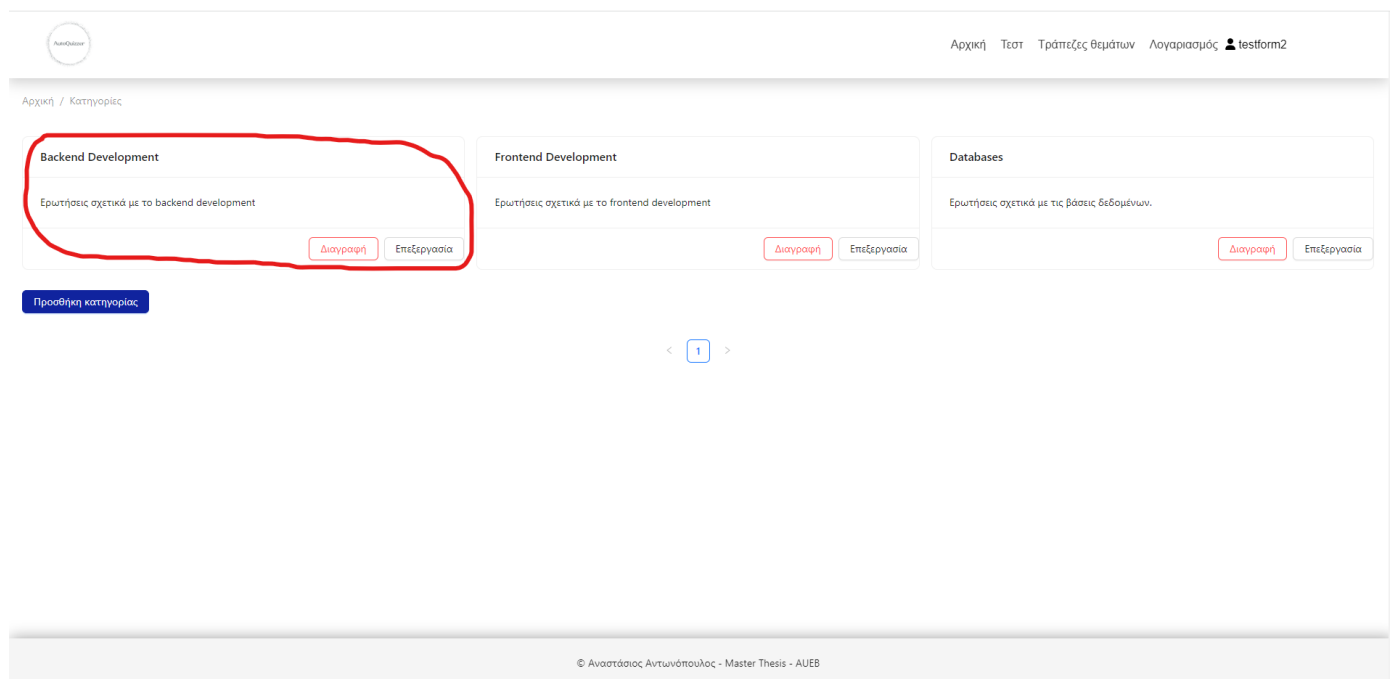 AutoQuizzer
Αρχική Τεστ Τράπεζες θεμάτων Λογαριασμός testform2
Αρχική / Κατηγορίες
Backend Development
Ερωτήσεις σχετικά με το backend development
Διαγραφή Επεξεργασία
Frontend Development
Ερωτήσεις σχετικά με το frontend development
Διαγραφή Επεξεργασία
Databases
Ερωτήσεις σχετικά με τις βάσεις δεδομένων.
Διαγραφή Επεξεργασία
Προσθήκη κατηγορίας
< 1 >
© Αναστάσιος Αντωνόπουλος - Master Thesis - AUEB